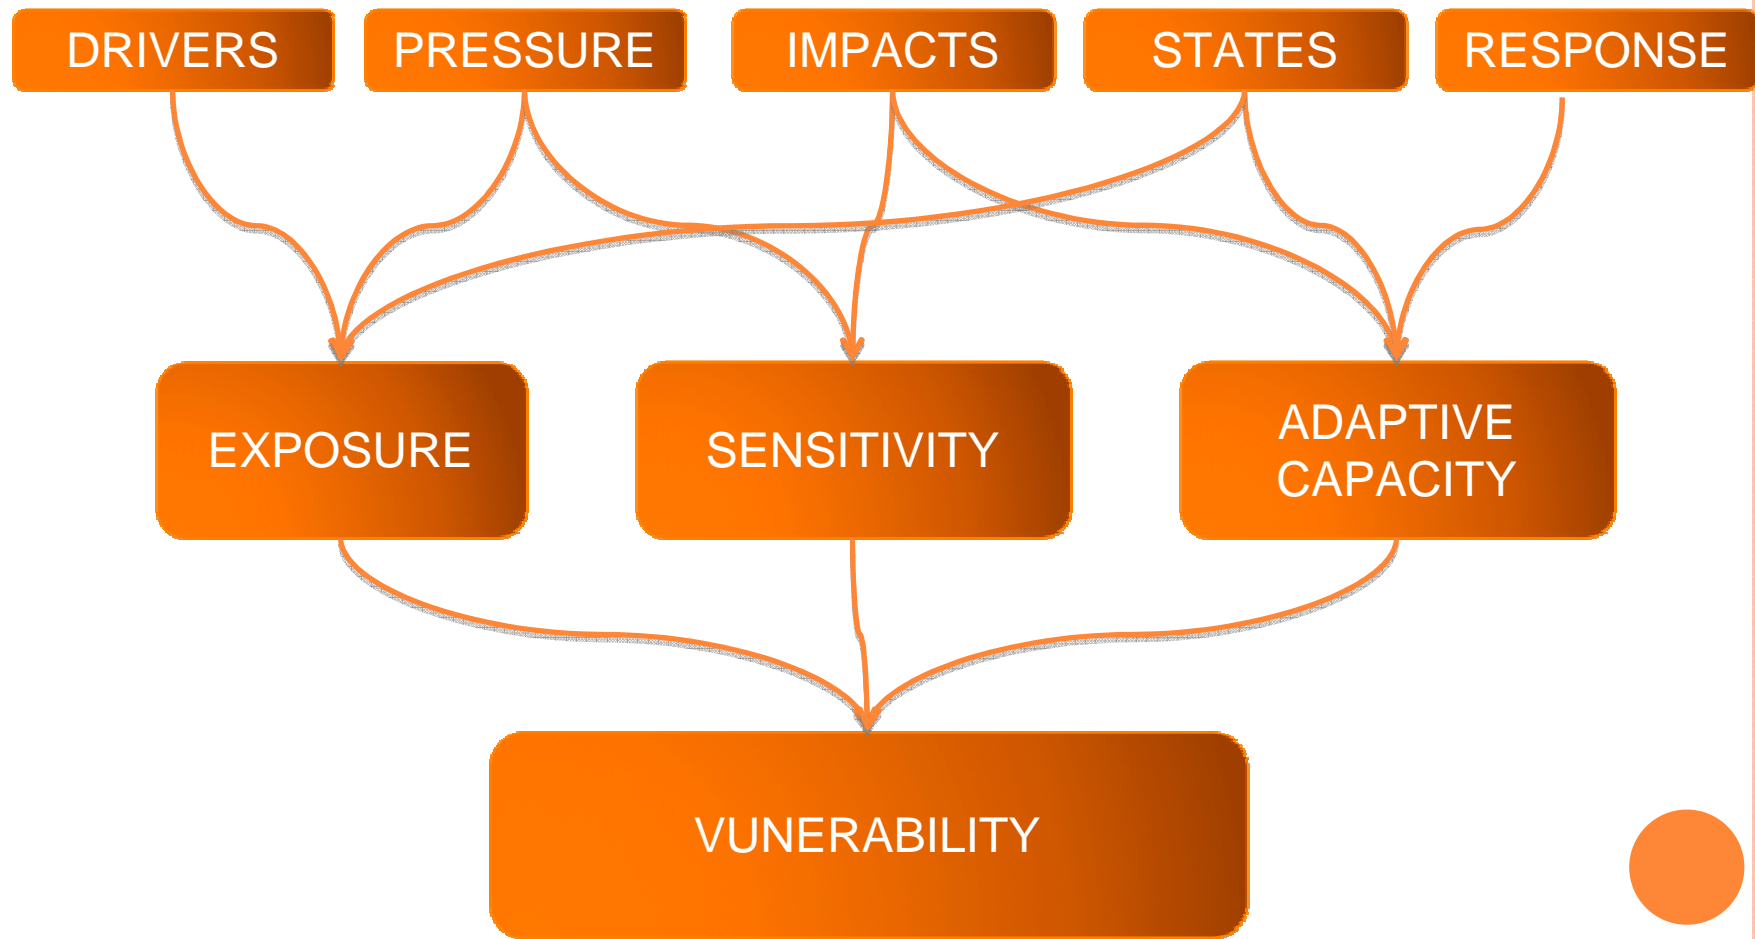 DRIVERS
PRESSURE
IMPACTS
STATES
RESPONSE
EXPOSURE
SENSITIVITY
ADAPTIVE
CAPACITY
VUNERABILITY